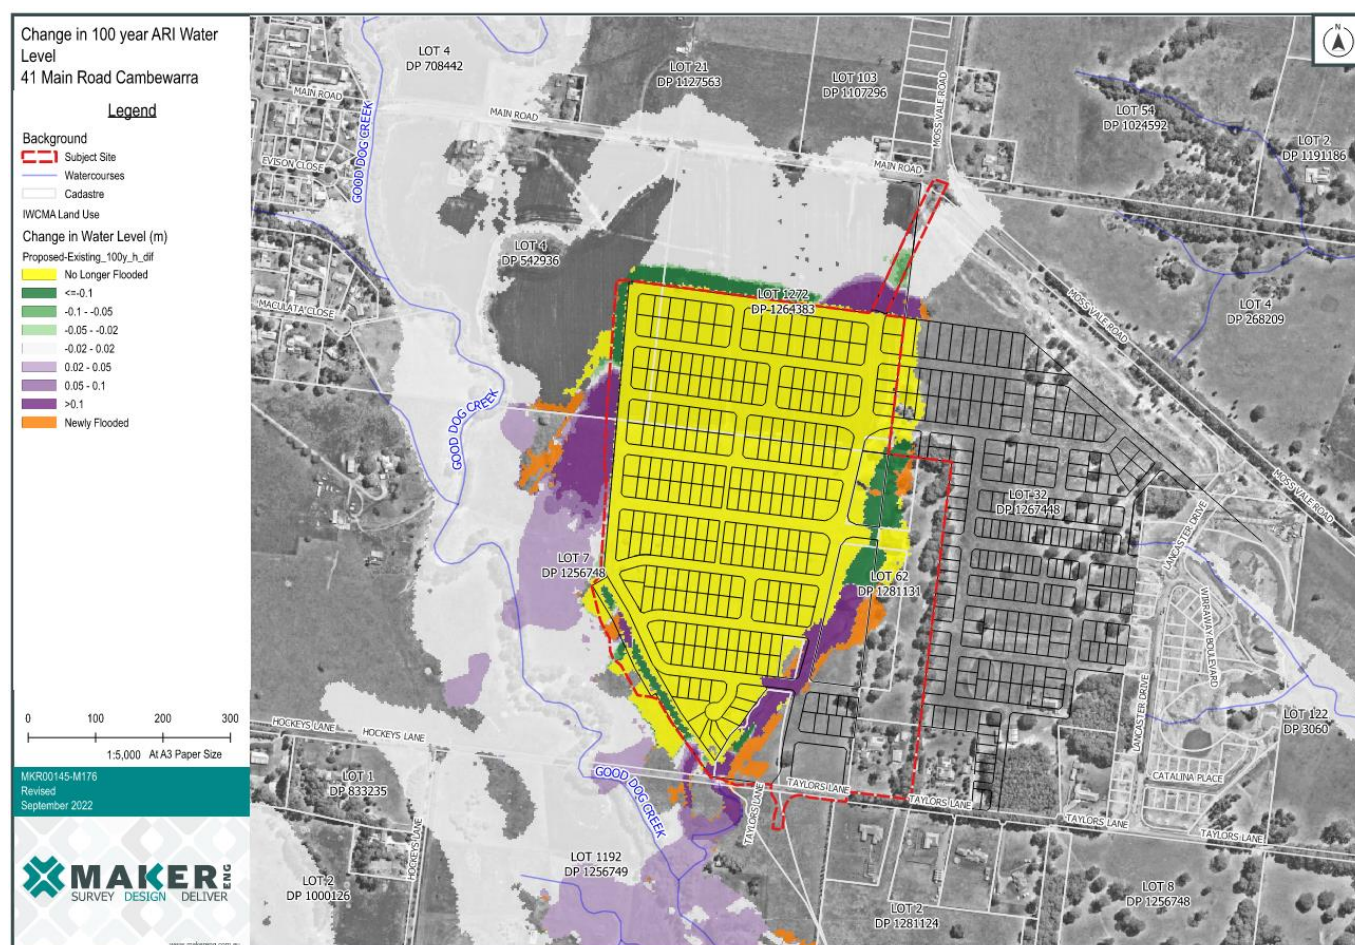 Change in 100 year ARI Water
Level
41 Main Road Cambewarra
Legend
Background
Subject Site
Watercourses
Cadastre
IWCMA Land Use
Change in Water Level (m)
Proposed-Existing_100y_h_dif
No Longer Flooded
<=-0.1
-0.1 - -0.05
-0.05 - -0.02
-0.02 - 0.02
0.02 - 0.05
0.05 - 0.1
>0.1
Newly Flooded
0 100 200 300
1:5,000 At A3 Paper Size
MKR00145-M176
Revised
September 2022
MAKER ENG
SURVEY DESIGN DELIVER
www.makereng.com.au
N
LOT 4
DP 708442
LOT 21
DP 1127563
LOT 103
DP 1107296
LOT 54
DP 1024592
LOT 2
DP 1191186
MAIN ROAD
MAIN ROAD
MAIN ROAD
MOSS VALE ROAD
EVISON CLOSE
GOOD DOG CREEK
LOT 4
DP 542936
LOT 1272
DP 1264383
MACULATA CLOSE
MOSS VALE ROAD
LOT 4
DP 268209
GOOD DOG CREEK
MOSS VALE ROAD
LOT 32
DP 1267448
LANCASTER DRIVE
LOT 7
DP 1256748
LOT 62
DP 1281131
WIRRAWAY BOULEVARD
LANCASTER DRIVE
LOT 122
DP 3060
HOCKEYS LANE
HOCKEYS LANE
LOT 1
DP 833235
GOOD DOG CREEK
TAYLORS LANE
TAYLORS LANE
TAYLORS LANE
TAYLORS LANE
TAYLORS LANE
CATALINA PLACE
HOCKEYS LANE
LOT 1192
DP 1256749
LOT 2
DP 1000126
LOT 2
DP 1281124
LOT 8
DP 1256748